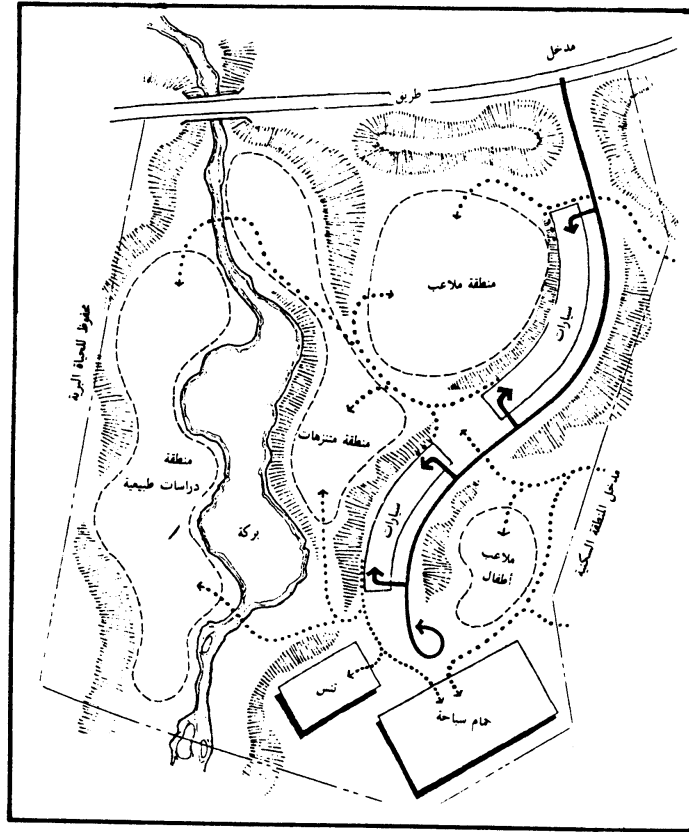 مدخل
طريق
منطقة ملاعب
سيارات
محفوظ للحياة البرية
منطقة متنزهات
منطقة
دراسات طبيعية
سيارات
مدخل المنطقة السكنية
بركة
ملاعب
أطفال
تنس
حمام سباحة